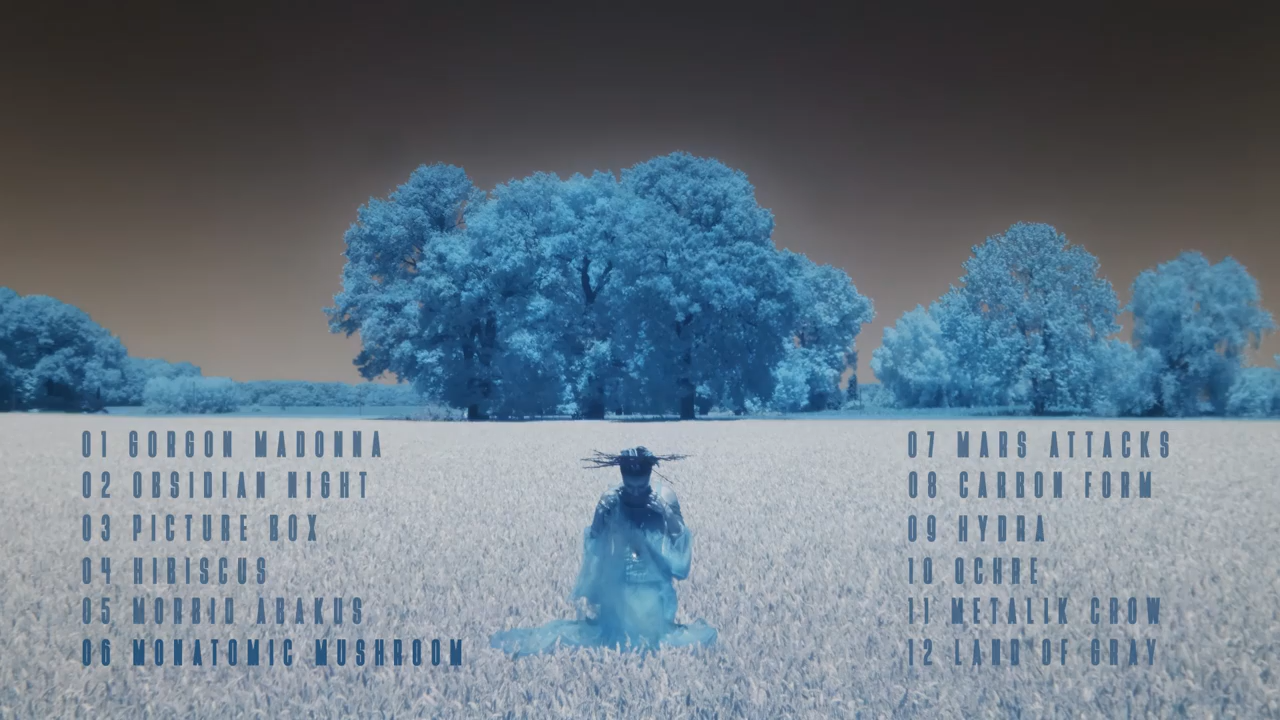 01 GORGON MADONNA
02 OBSIDIAN NIGHT
03 PICTURE BOX
04 HIBISCUS
05 MORBID ABAKUS
06 MONATOMIC MUSHROOM
07 MARS ATTACKS
08 CARBON FORM
09 HYDRA
10 OCHRE
11 METALIK CROW
12 LAND OF GRAY